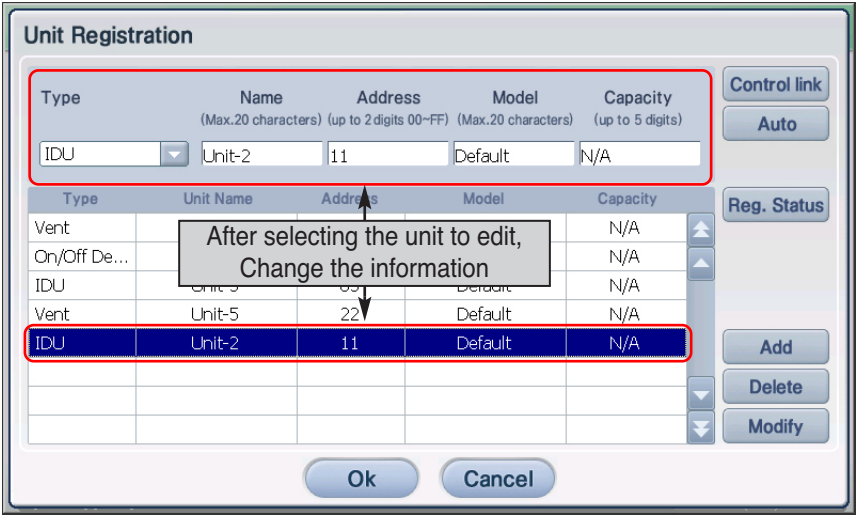 Unit Registration
Type Name Address Model Capacity
(Max.20 characters) (up to 2 digits 00~FF) (Max.20 characters) (up to 5 digits)
IDU Unit-2 11 Default N/A
Control link
Auto
Type Unit Name Address Model Capacity
Reg. Status
Vent N/A
After selecting the unit to edit,
Change the information
On/Off De... N/A
IDU Default N/A
Vent Unit-5 22 Default N/A
IDU Unit-2 11 Default N/A
Add
Delete
Modify
Ok Cancel